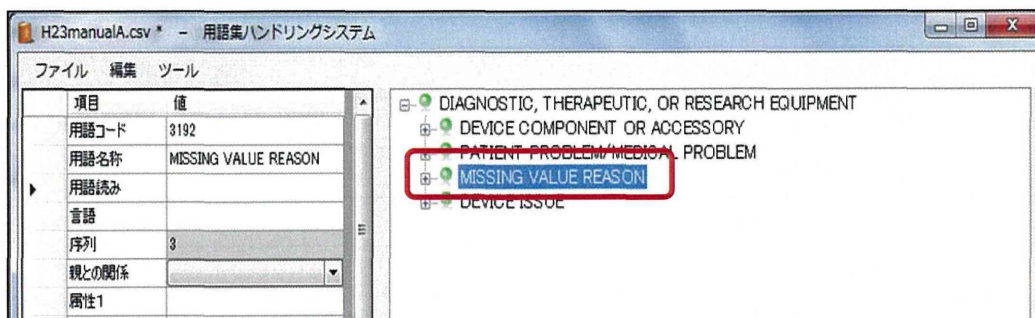 H23manualA.csv * – 用語集ハンドリングシステム
ファイル 編集 ツール
項目 値
用語コード 3192
用語名称 MISSING VALUE REASON
用語読み
言語
序列 3
親との関係
属性1
DIAGNOSTIC, THERAPEUTIC, OR RESEARCH EQUIPMENT
DEVICE COMPONENT OR ACCESSORY
PATIENT PROBLEM/MEDICAL PROBLEM
MISSING VALUE REASON
DEVICE ISSUE